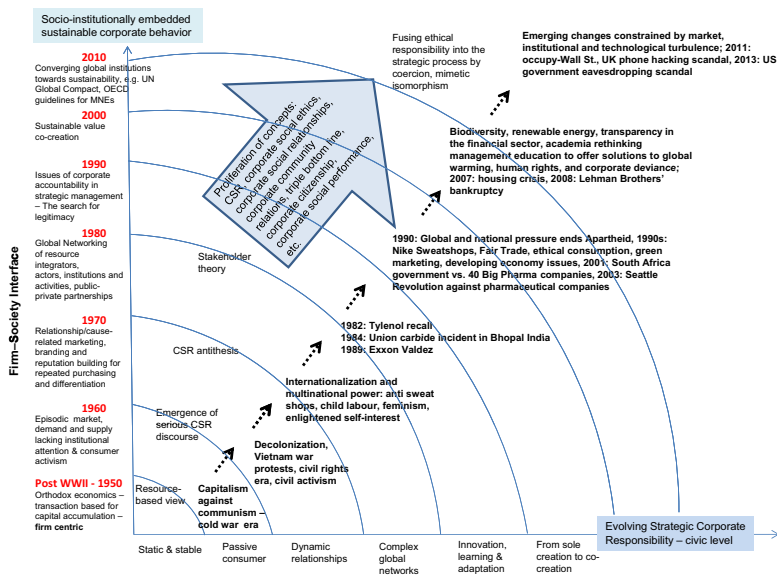 Socio-institutionally embedded
sustainable corporate behavior
Firm–Society Interface
2010
Converging global institutions
towards sustainability, e.g. UN
Global Compact, OECD
guidelines for MNEs
2000
Sustainable value
co-creation
1990
Issues of corporate
accountability in
strategic management
– The search for
legitimacy
1980
Global Networking
of resource
integrators,
actors, institutions and
activities, public-
private partnerships
1970
Relationship/cause-
related marketing,
branding and
reputation building for
repeated purchasing
and differentiation
1960
Episodic market,
demand and supply
lacking institutional
attention & consumer
activism
Post WWII - 1950
Orthodox economics –
transaction based for
capital accumulation –
firm centric
Proliferation of concepts:
CSR, corporate social ethics,
corporate social relationships,
corporate community
relations, triple bottom line,
corporate citizenship,
corporate social performance,
etc.
Fusing ethical
responsibility into the
strategic process by
coercion, mimetic
isomorphism
Stakeholder
theory
CSR antithesis
Emergence of
serious CSR
discourse
Resource-
based view
Emerging changes constrained by market,
institutional and technological turbulence; 2011:
occupy-Wall St., UK phone hacking scandal, 2013: US
government eavesdropping scandal
Biodiversity, renewable energy, transparency in
the financial sector, academia rethinking
management education to offer solutions to global
warming, human rights, and corporate deviance;
2007: housing crisis, 2008: Lehman Brothers'
bankruptcy
1990: Global and national pressure ends Apartheid, 1990s:
Nike Sweatshops, Fair Trade, ethical consumption, green
marketing, developing economy issues, 2001: South Africa
government vs. 40 Big Pharma companies, 2003: Seattle
Revolution against pharmaceutical companies
1982: Tylenol recall
1984: Union carbide incident in Bhopal India
1989: Exxon Valdez
Internationalization and
multinational power: anti sweat
shops, child labour, feminism,
enlightened self-interest
Decolonization,
Vietnam war
protests, civil rights
era, civil activism
Capitalism
against
communism –
cold war era
Evolving Strategic Corporate
Responsibility – civic level
Static & stable
Passive
consumer
Dynamic
relationships
Complex
global
networks
Innovation,
learning &
adaptation
From sole
creation to co-
creation